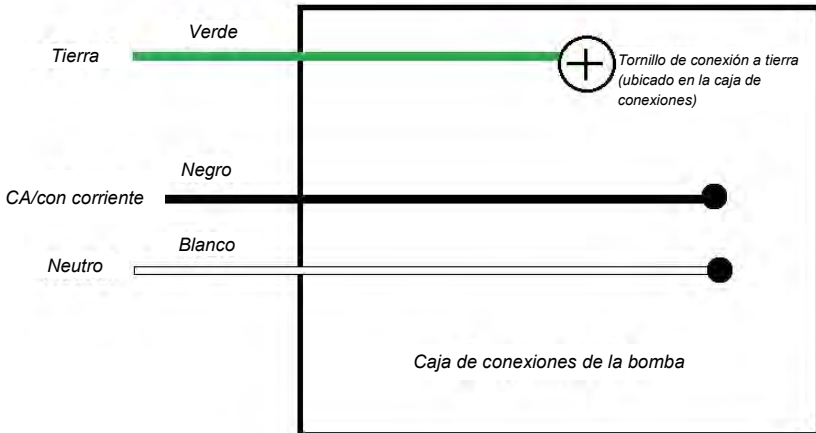 Verde
Tierra
Tornillo de conexión a tierra
(ubicado en la caja de
conexiones)
Negro
CA/con corriente
Blanco
Neutro
Caja de conexiones de la bomba